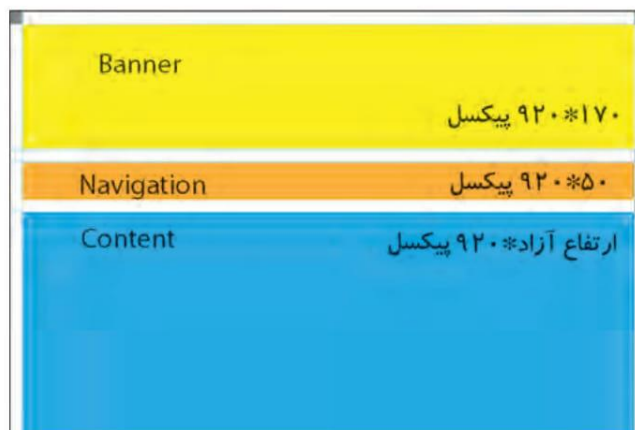 Banner
۹۲۰*۱۷۰ پیکسل
Navigation
۹۲۰*۵۰ پیکسل
Content
ارتفاع آزاد*۹۲۰ پیکسل